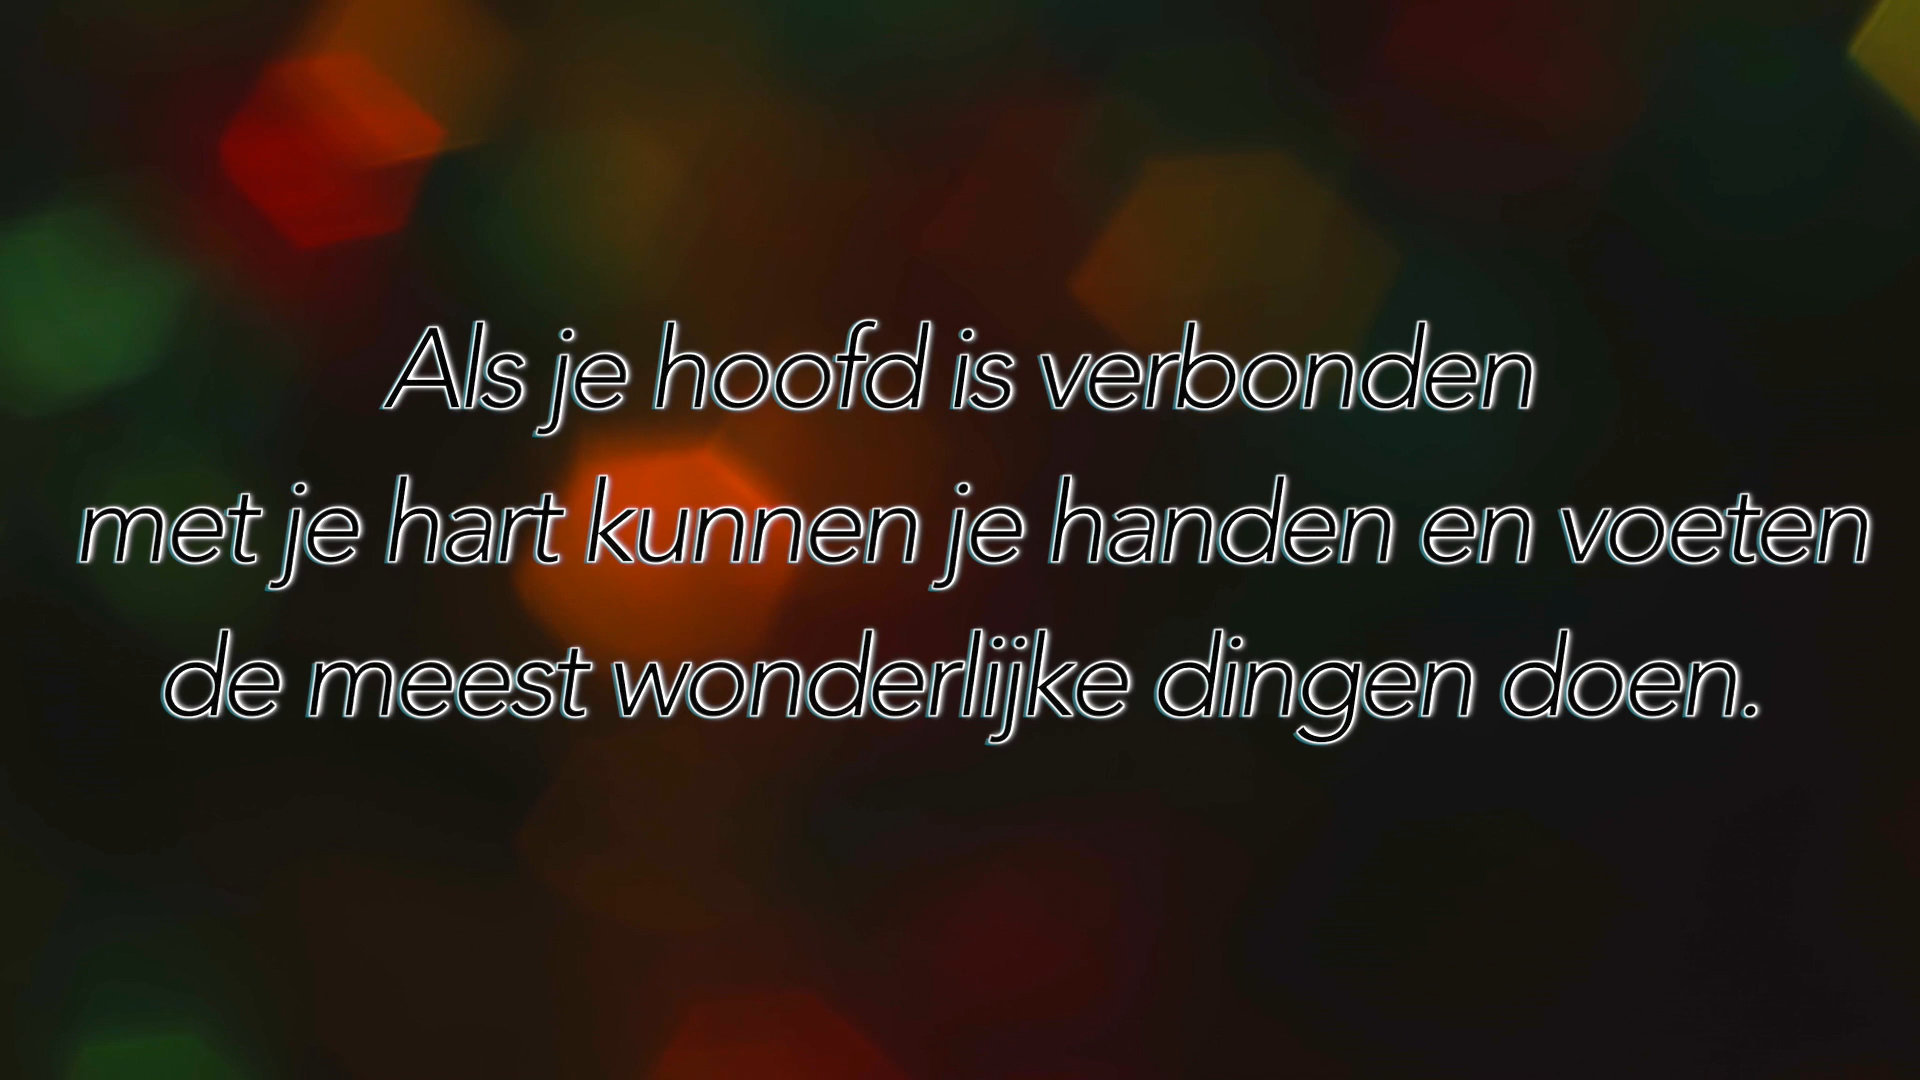 Als je hoofd is verbonden
met je hart kunnen je handen en voeten
de meest wonderlijke dingen doen.